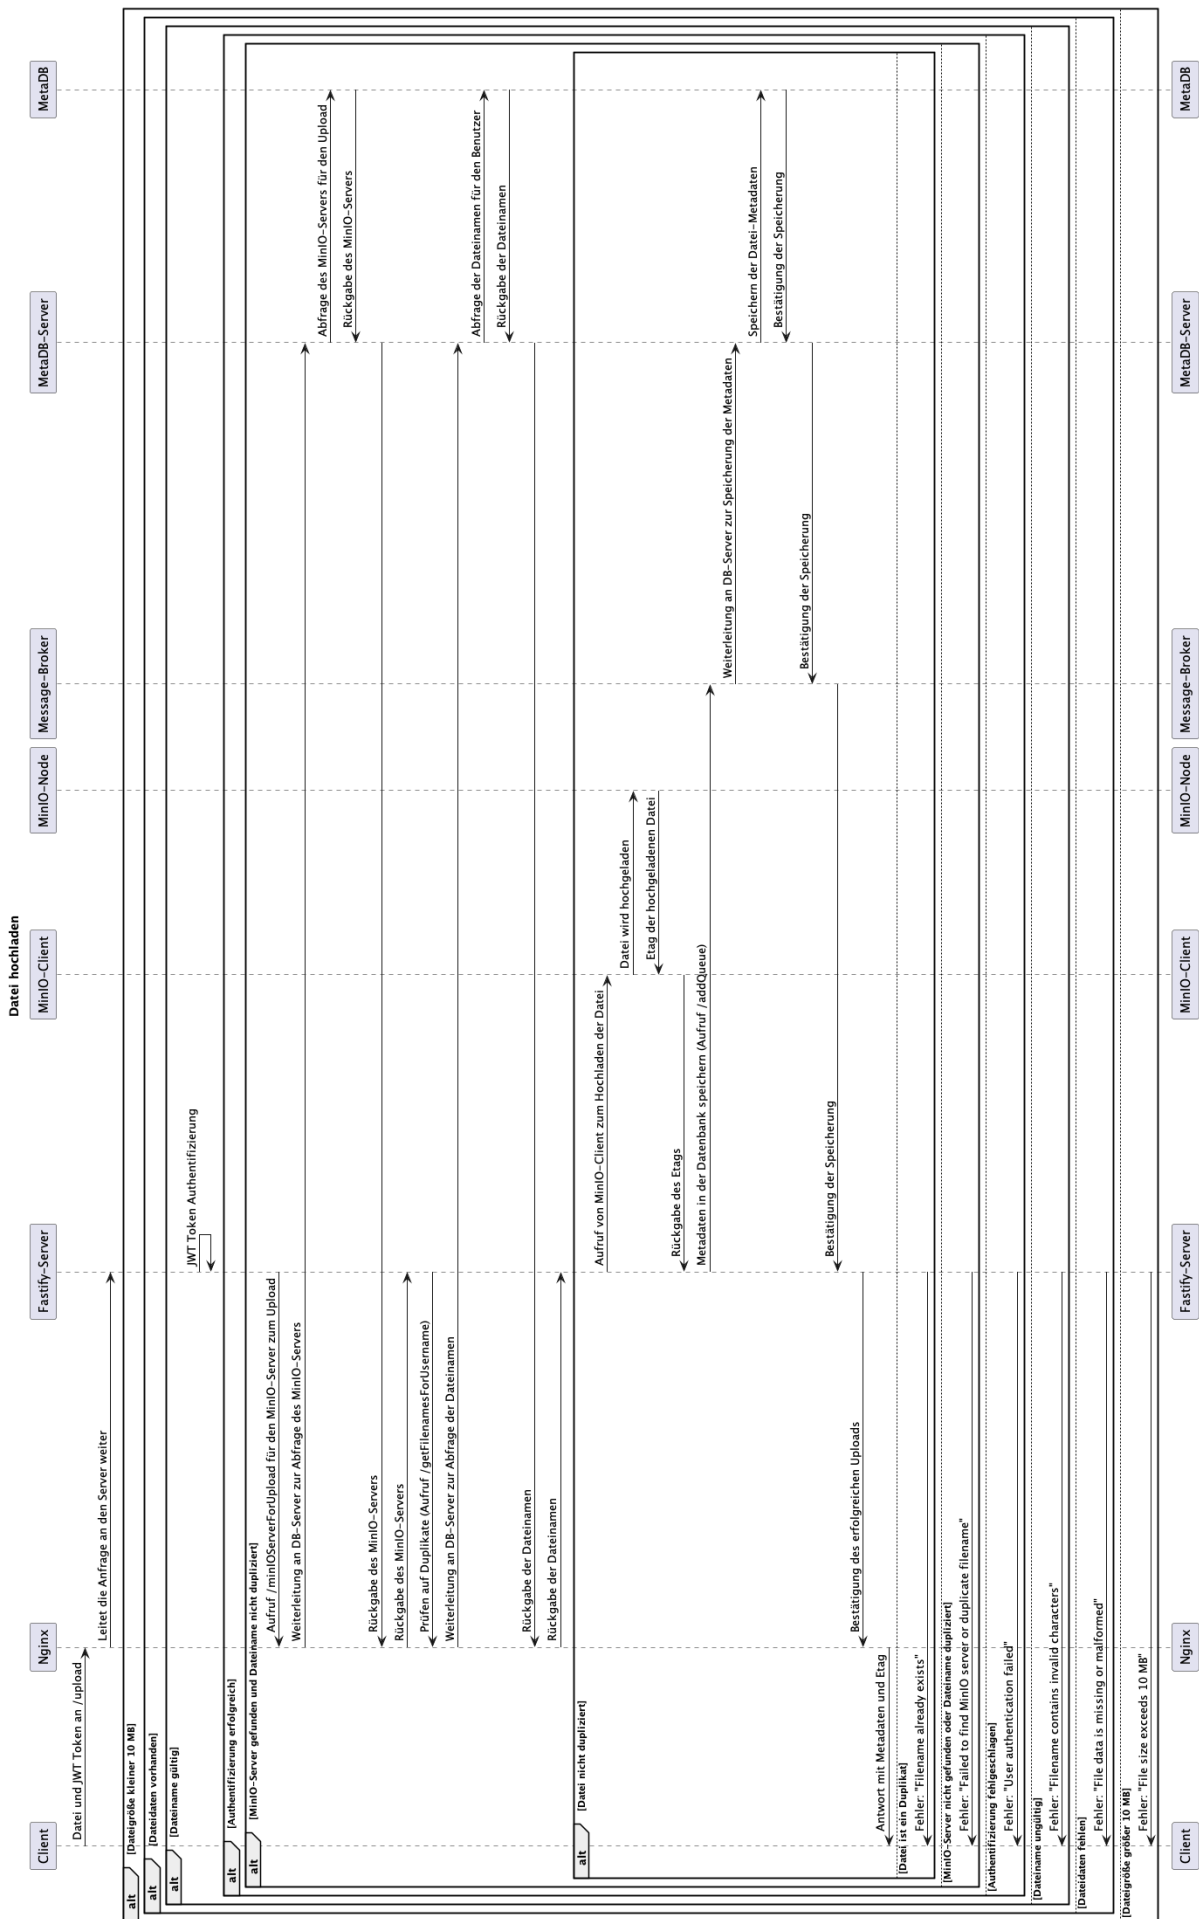 Datei hochladen
Client
Nginx
Fastify-Server
MinIO-Client
MinIO-Node
Message-Broker
MetaDB-Server
MetaDB
Datei und JWT Token an /upload
Leitet die Anfrage an den Server weiter
alt
[Dateigröße kleiner 10 MB]
alt
[Dateidaten vorhanden]
alt
[Dateiname gültig]
JWT Token Authentifizierung
alt
[Authentifizierung erfolgreich]
alt
[MinIO-Server gefunden und Dateiname nicht dupliziert]
Aufruf /minIOServerForUpload für den MinIO-Server zum Upload
Weiterleitung an DB-Server zur Abfrage des MinIO-Servers
Abfrage des MinIO-Servers für den Upload
Rückgabe des MinIO-Servers
Rückgabe des MinIO-Servers
Rückgabe des MinIO-Servers
Prüfen auf Duplikate (Aufruf /getFilenamesForUsername)
Weiterleitung an DB-Server zur Abfrage der Dateinamen
Abfrage der Dateinamen für den Benutzer
Rückgabe der Dateinamen
Rückgabe der Dateinamen
Rückgabe der Dateinamen
alt
[Datei nicht dupliziert]
Aufruf von MinIO-Client zum Hochladen der Datei
Datei wird hochgeladen
Etag der hochgeladenen Datei
Rückgabe des Etags
Metadaten in der Datenbank speichern (Aufruf /addQueue)
Weiterleitung an DB-Server zur Speicherung der Metadaten
Speichern der Datei-Metadaten
Bestätigung der Speicherung
Bestätigung der Speicherung
Bestätigung der Speicherung
Bestätigung des erfolgreichen Uploads
Antwort mit Metadaten und Etag
[Datei ist ein Duplikat]
Fehler: "Filename already exists"
[MinIO-Server nicht gefunden oder Dateiname dupliziert]
Fehler: "Failed to find MinIO server or duplicate filename"
[Authentifizierung fehlgeschlagen]
Fehler: "User authentication failed"
[Dateiname ungültig]
Fehler: "Filename contains invalid characters"
[Dateidaten fehlen]
Fehler: "File data is missing or malformed"
[Dateigröße größer 10 MB]
Fehler: "File size exceeds 10 MB"
Client
Nginx
Fastify-Server
MinIO-Client
MinIO-Node
Message-Broker
MetaDB-Server
MetaDB